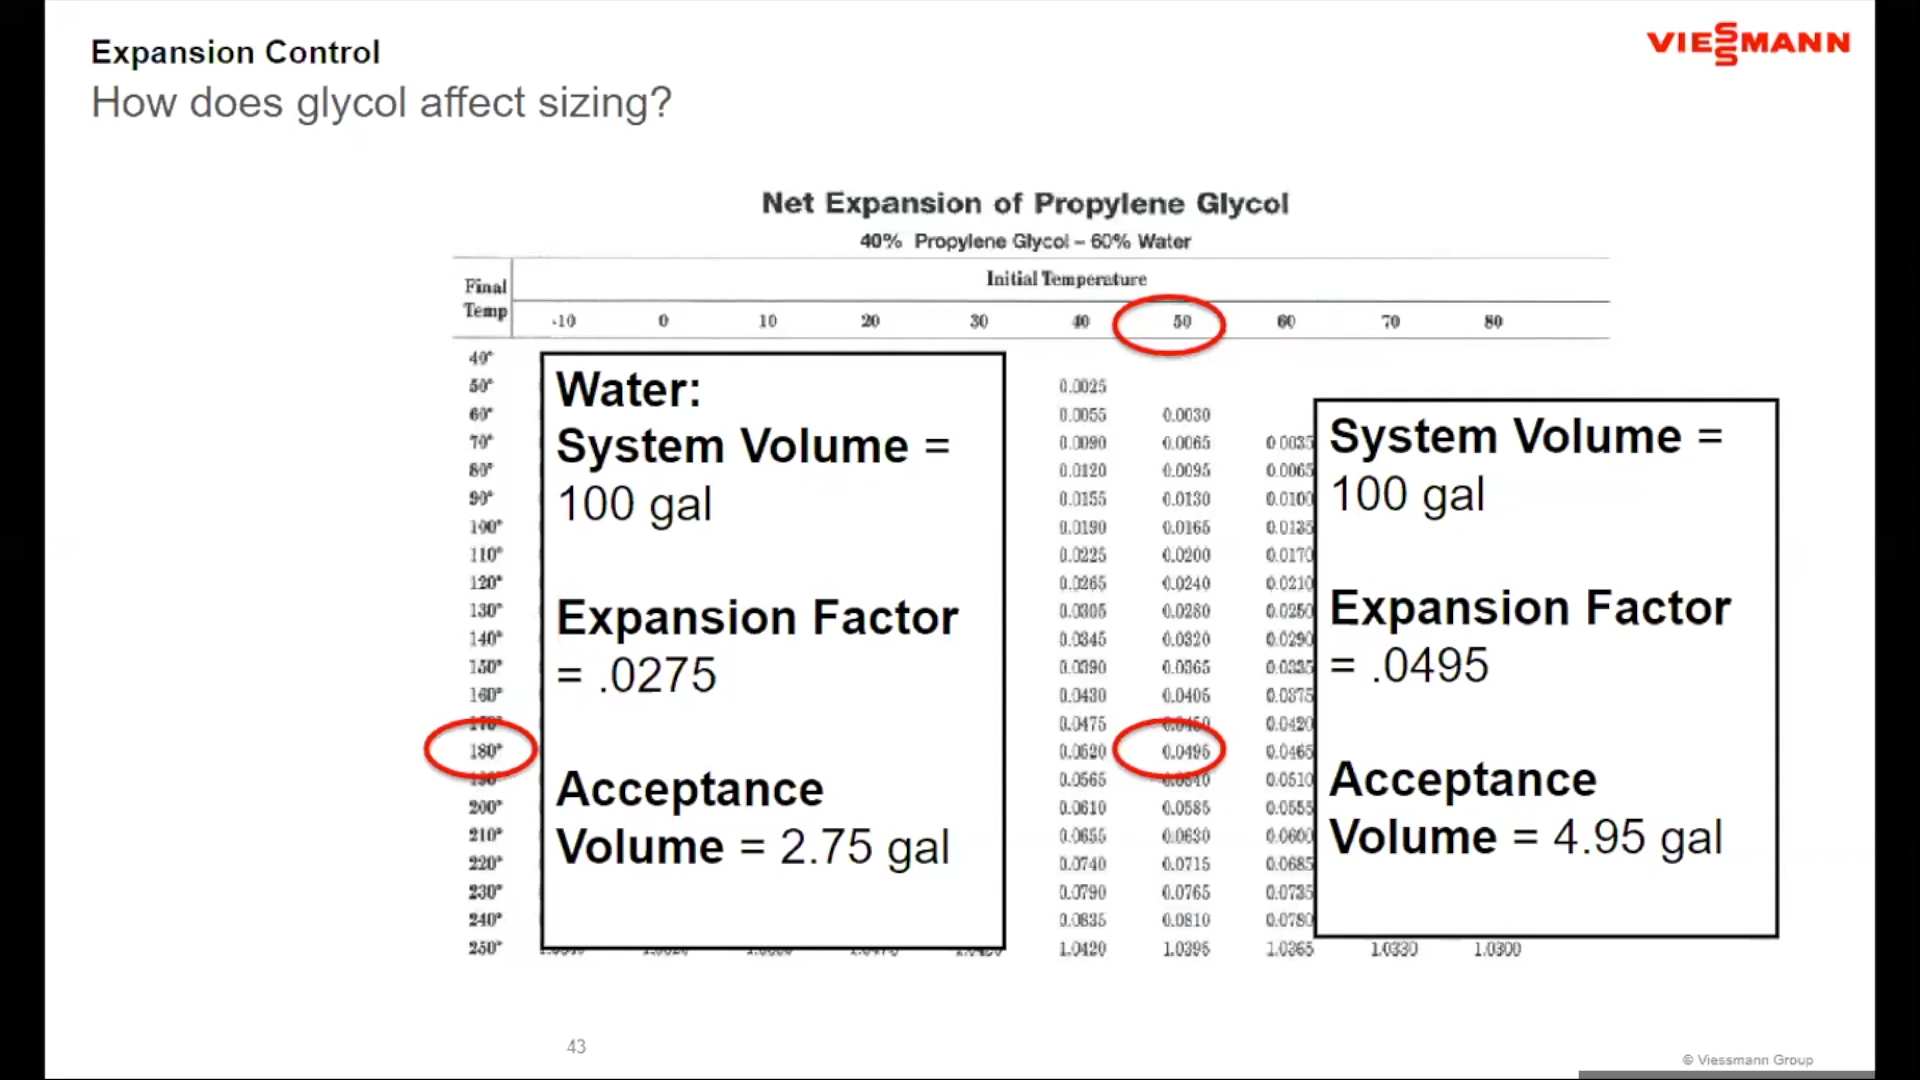 Expansion Control
VIESSMANN
How does glycol affect sizing?
Net Expansion of Propylene Glycol
40% Propylene Glycol – 60% Water
Final Temp
Initial Temperature
-10 0 10 20 30 40 50 60 70 80
40°
50° 0.0025
60° 0.0055 0.0030
70° 0.0090 0.0065 0.0035
80° 0.0120 0.0095 0.0065
90° 0.0155 0.0130 0.0100
100° 0.0190 0.0165 0.0135
110° 0.0225 0.0200 0.0170
120° 0.0265 0.0240 0.0210
130° 0.0305 0.0280 0.0250
140° 0.0345 0.0320 0.0290
150° 0.0390 0.0365 0.0335
160° 0.0430 0.0405 0.0375
170° 0.0475 0.0450 0.0420
180° 0.0520 0.0495 0.0465
190° 0.0565 0.0540 0.0510
200° 0.0610 0.0585 0.0555
210° 0.0655 0.0630 0.0600
220° 0.0740 0.0715 0.0685
230° 0.0790 0.0765 0.0735
240° 0.0835 0.0810 0.0780
250° 1.0420 1.0395 1.0365 1.0330 1.0300
Water:
System Volume =
100 gal
Expansion Factor
= .0275
Acceptance
Volume = 2.75 gal
System Volume =
100 gal
Expansion Factor
= .0495
Acceptance
Volume = 4.95 gal
43
© Viessmann Group